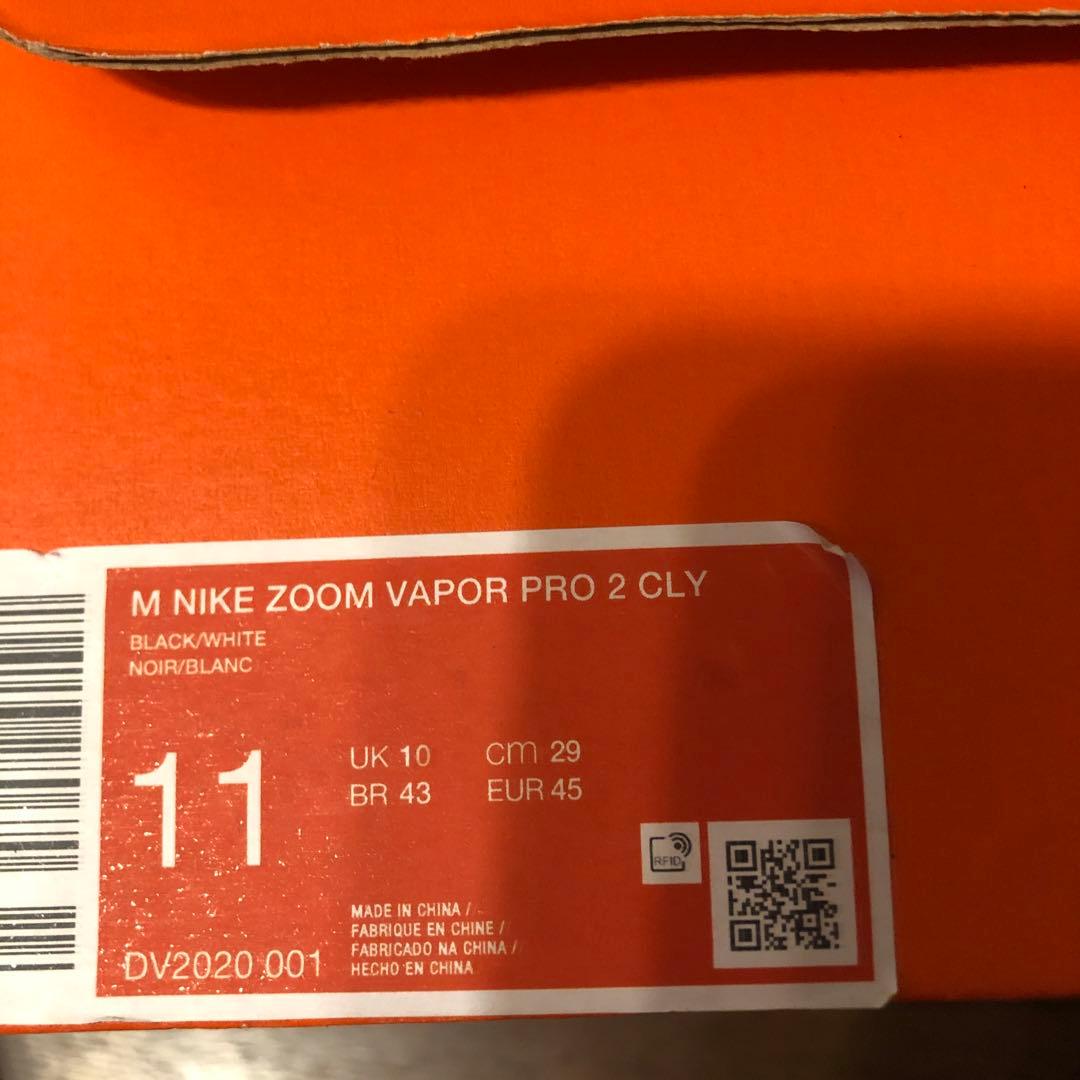 M NIKE ZOOM VAPOR PRO 2 CLY
BLACK/WHITE
NOIR/BLANC
11
UK 10 cm 29
BR 43 EUR 45
RFID
MADE IN CHINA /
FABRIQUE EN CHINE /
FABRICADO NA CHINA /
HECHO EN CHINA
DV2020 001